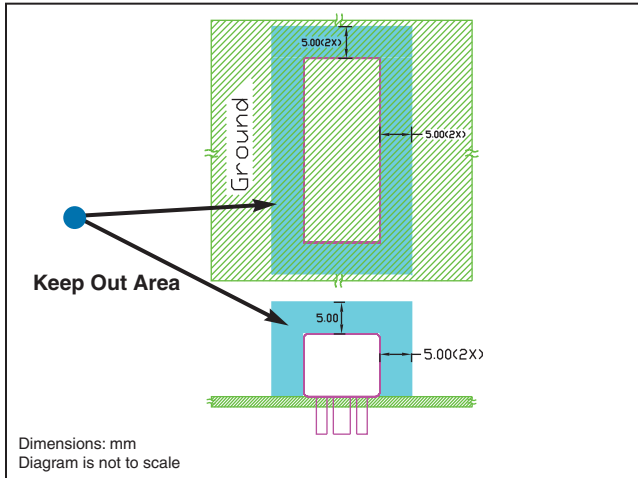 5.00(2X)
5.00(2X)
Ground
Keep Out Area
5.00
5.00(2X)
Dimensions: mm
Diagram is not to scale